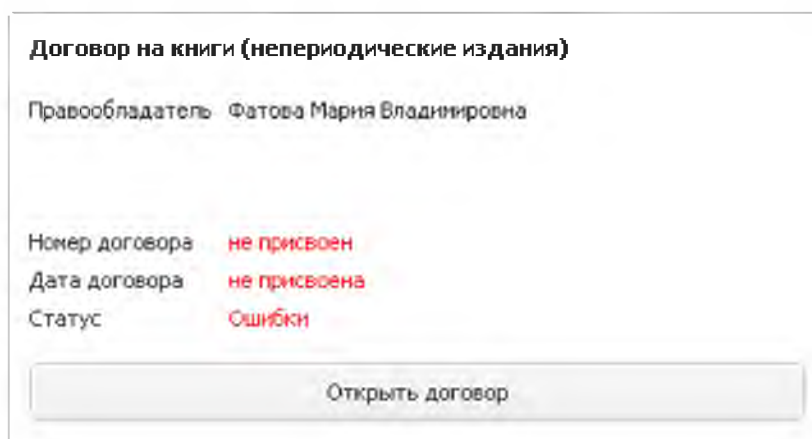 Договор на книги (непериодические издания)
Правообладатель Фатова Мария Владимировна
Номер договора не присвоен
Дата договора не присвоена
Статус Ошибки
Открыть договор